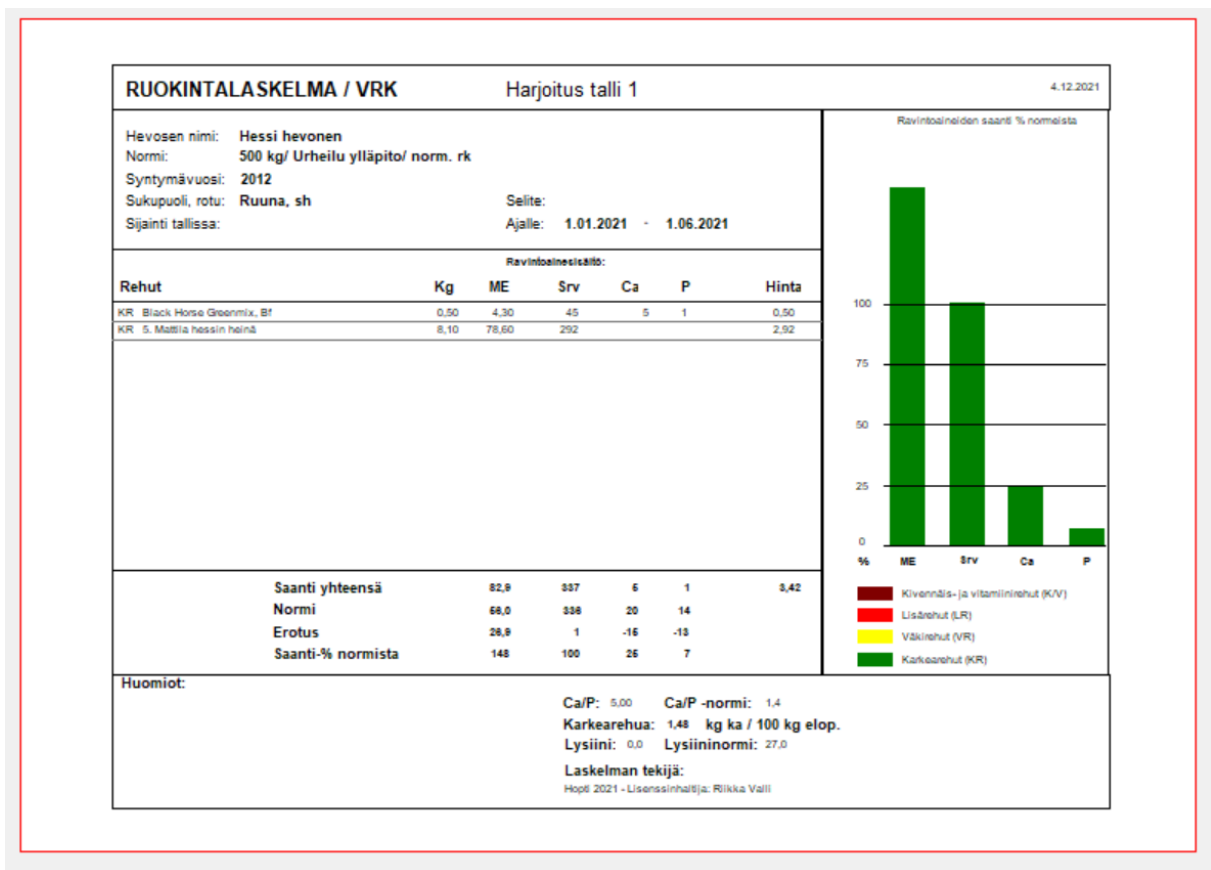 RUOKINTALASKELMA / VRK Harjoitus talli 1 4.12.2021
Hevosen nimi: Hessi hevonen
Normi: 500 kg/ Urheilu ylläpito/ norm. rk
Syntymävuosi: 2012
Sukupuoli, rotu: Ruuna, sh Selite:
Sijainti tallissa: Ajalle: 1.01.2021 - 1.06.2021
Ravintoainesisältö:
Rehut Kg ME Srv Ca P Hinta
KR Black Horse Greenmix, Bf 0,50 4,30 45 5 1 0,50
KR 5. Mattila hessin heinä 8,10 78,60 292 2,92
Saanti yhteensä 82,9 337 5 1 3,42
Normi 56,0 336 20 14
Erotus 26,9 1 -15 -13
Saanti-% normista 148 100 25 7
Ravintoaineiden saanti % normeista
100
75
50
25
0
% ME Srv Ca P
Kivennäis- ja vitamiinirehut (K/V)
Lisärehut (LR)
Väkirehut (VR)
Karkearehut (KR)
Huomiot:
Ca/P: 5,00 Ca/P -normi: 1,4
Karkearehua: 1,48 kg ka / 100 kg elop.
Lysiini: 0,0 Lysiininormi: 27,0
Laskelman tekijä:
Hopti 2021 - Lisenssinhaltija: Riikka Valli